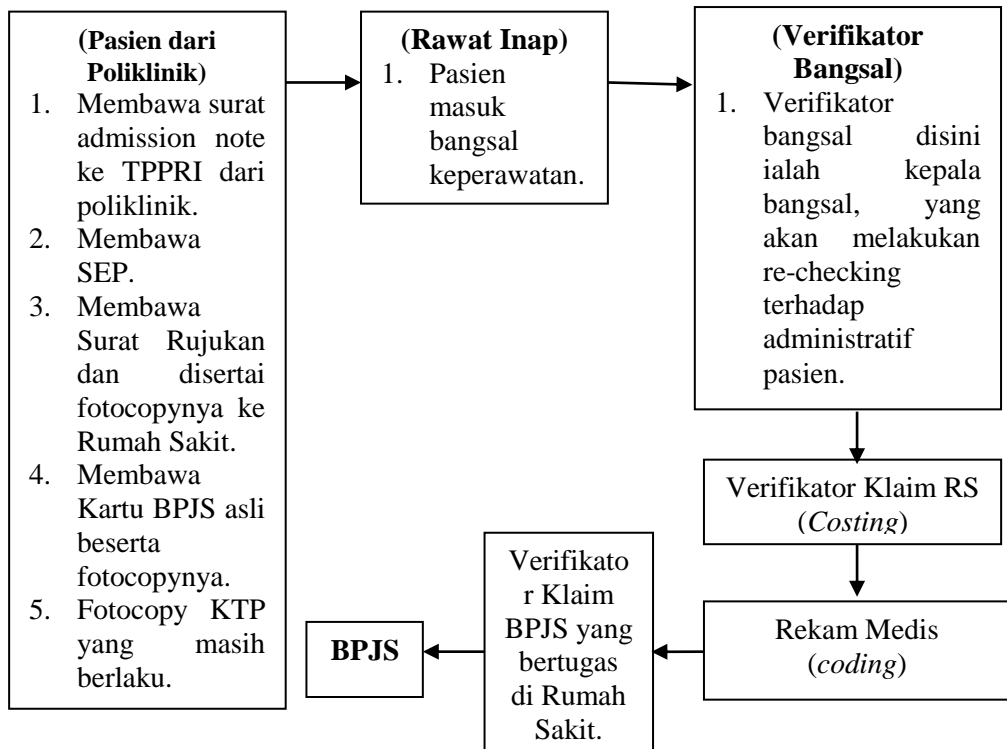 (Pasien dari
Poliklinik)
1. Membawa surat
admission note
ke TPPRI dari
poliklinik.
2. Membawa
SEP.
3. Membawa
Surat Rujukan
dan disertai
fotocopynya ke
Rumah Sakit.
4. Membawa
Kartu BPJS asli
beserta
fotocopynya.
5. Fotocopy KTP
yang masih
berlaku.
(Rawat Inap)
1. Pasien
masuk
bangsal
keperawatan.
(Verifikator
Bangsal)
1. Verifikator
bangsal disini
ialah kepala
bangsal, yang
akan melakukan
re-checking
terhadap
administratif
pasien.
Verifikator Klaim RS
(Costing)
Rekam Medis
(coding)
Verifikato
r Klaim
BPJS yang
bertugas
di Rumah
Sakit.
BPJS